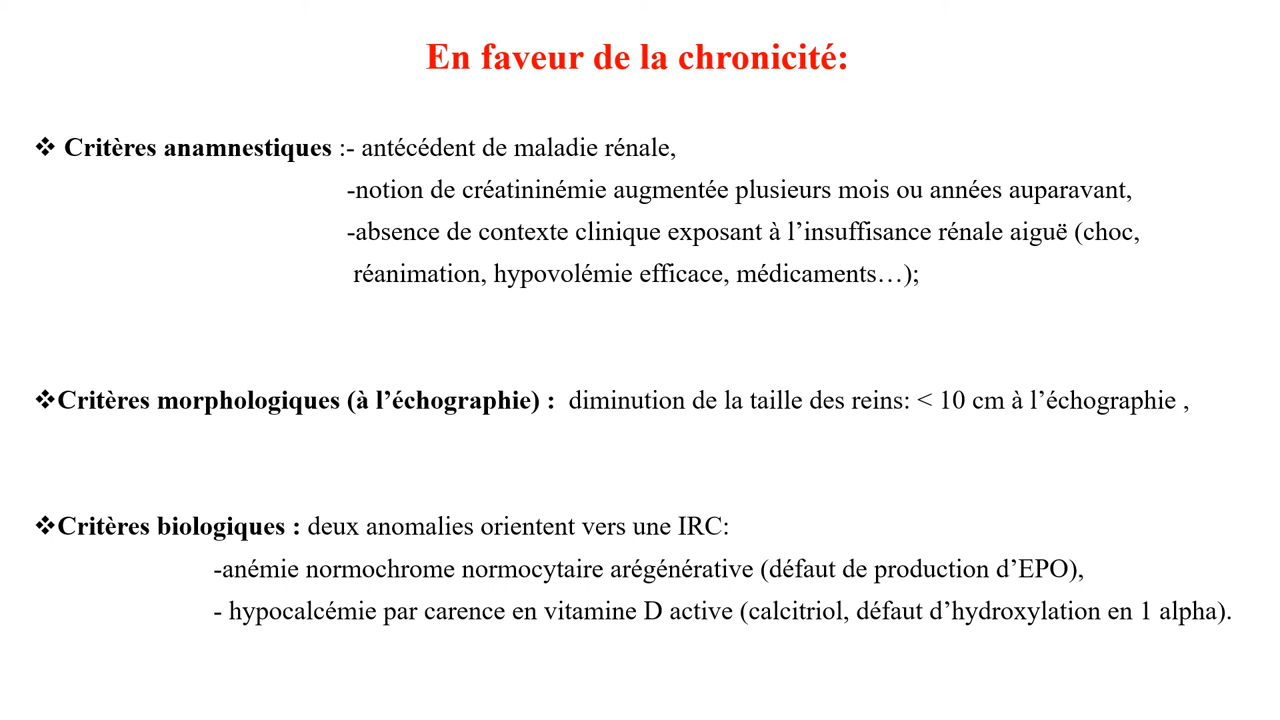 En faveur de la chronicité:
❖ Critères anamnestiques :- antécédent de maladie rénale,
-notion de créatininémie augmentée plusieurs mois ou années auparavant,
-absence de contexte clinique exposant à l’insuffisance rénale aiguë (choc,
réanimation, hypovolémie efficace, médicaments…);
❖Critères morphologiques (à l’échographie) : diminution de la taille des reins: < 10 cm à l’échographie ,
❖Critères biologiques : deux anomalies orientent vers une IRC:
-anémie normochrome normocytaire arégénérative (défaut de production d’EPO),
- hypocalcémie par carence en vitamine D active (calcitriol, défaut d’hydroxylation en 1 alpha).